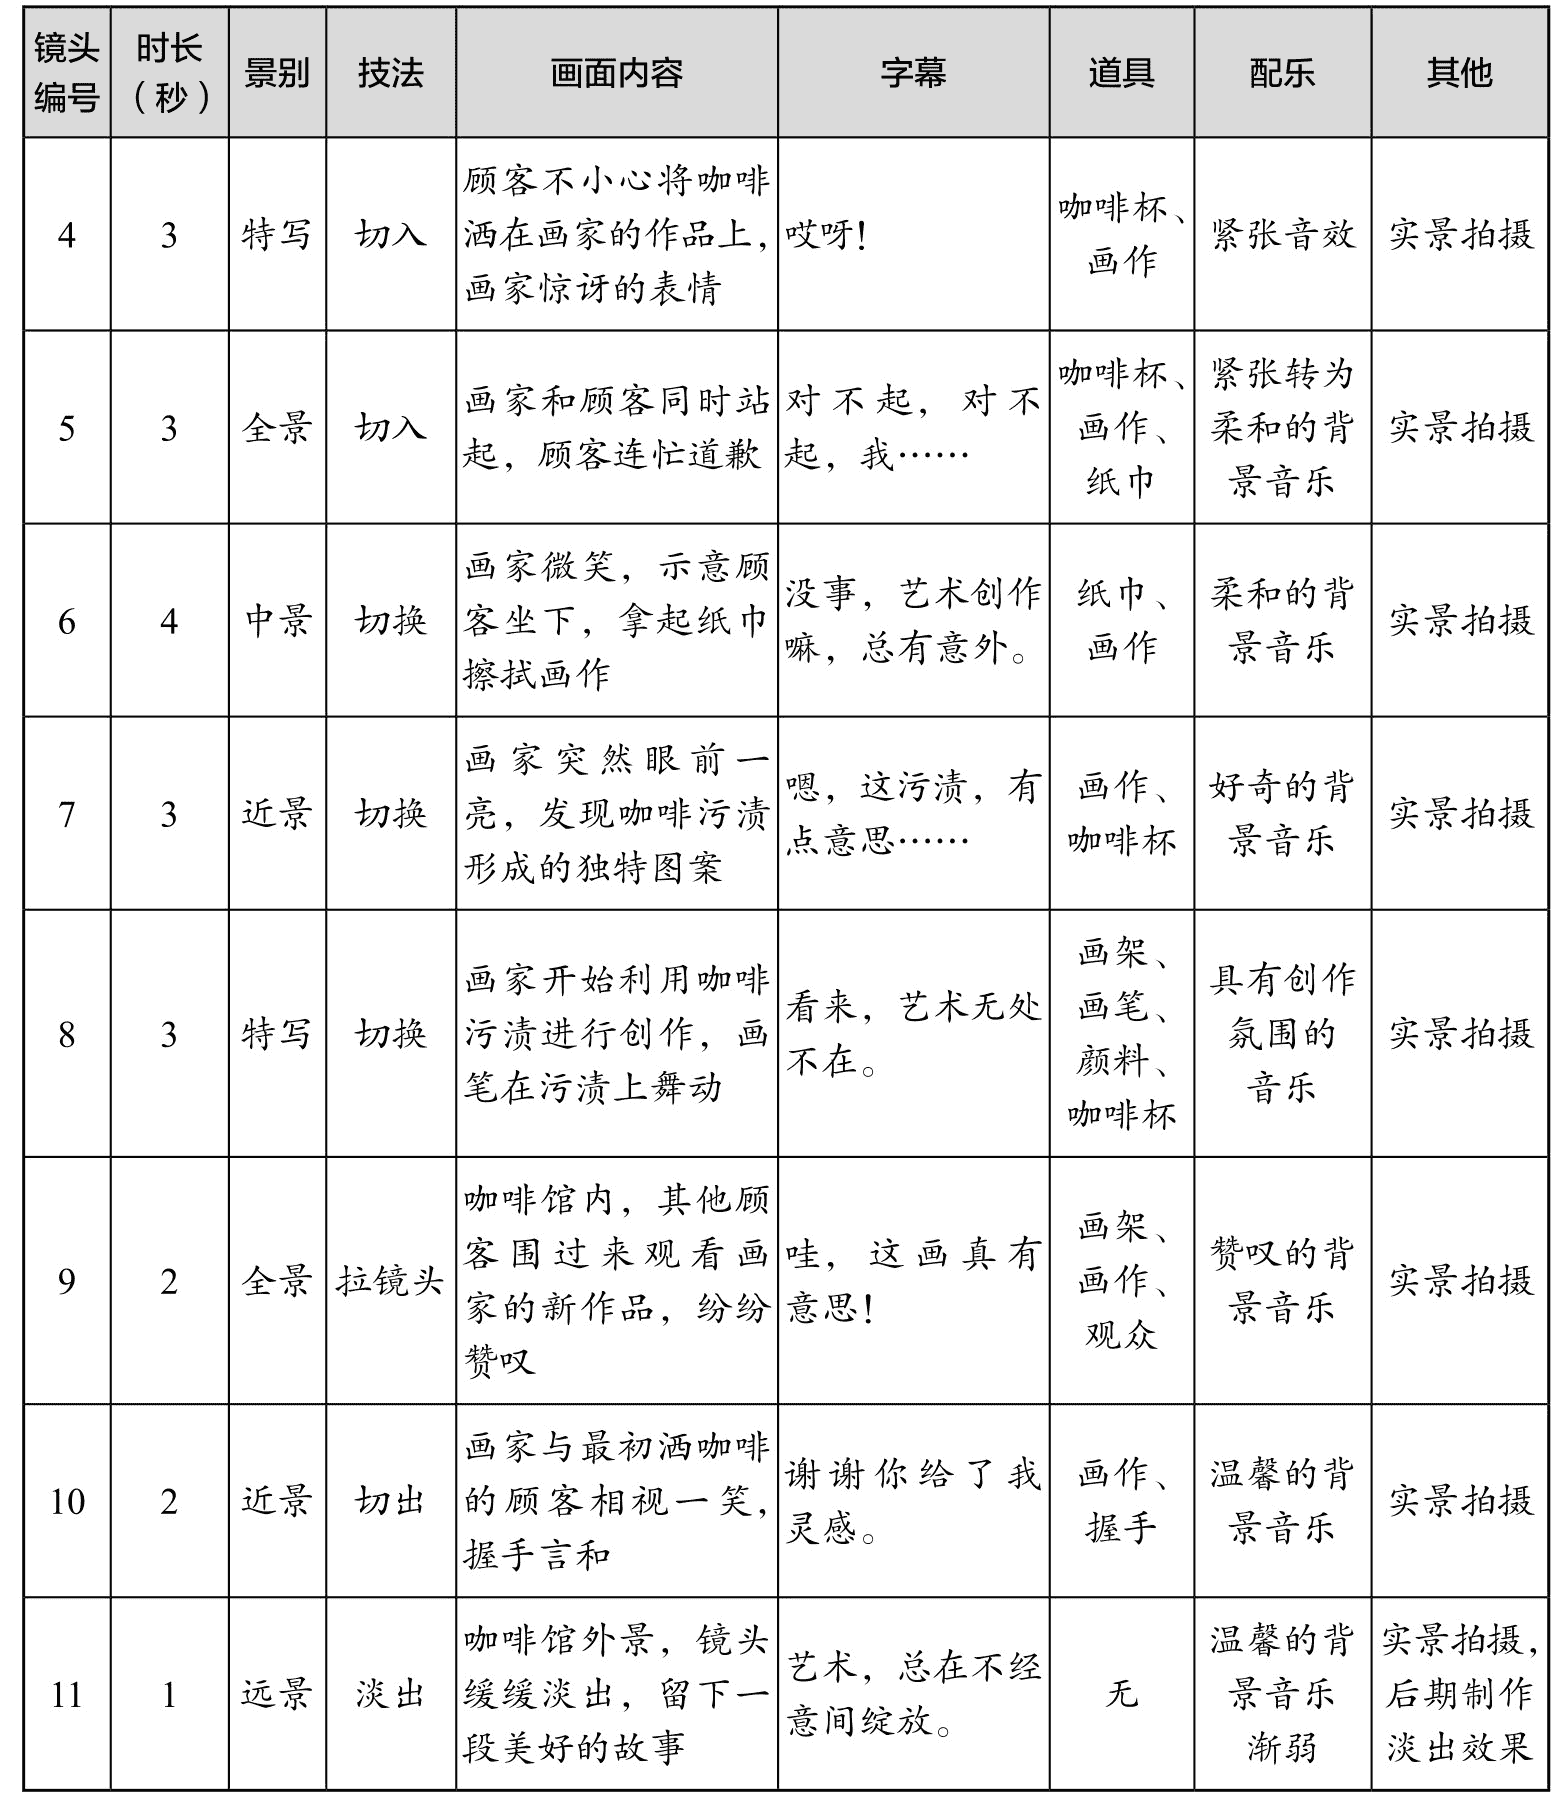 镜头编号 时长（秒） 景别 技法 画面内容 字幕 道具 配乐 其他
4 3 特写 切入 顾客不小心将咖啡洒在画家的作品上，画家惊讶的表情 哎呀！ 咖啡杯、画作 紧张音效 实景拍摄
5 3 全景 切入 画家和顾客同时站起，顾客连忙道歉 对不起，对不起，我…… 咖啡杯、画作、纸巾 紧张转为柔和的背景音乐 实景拍摄
6 4 中景 切换 画家微笑，示意顾客坐下，拿起纸巾擦拭画作 没事，艺术创作嘛，总有意外。 纸巾、画作 柔和的背景音乐 实景拍摄
7 3 近景 切换 画家突然眼前一亮，发现咖啡污渍形成的独特图案 嗯，这污渍，有点意思…… 画作、咖啡杯 好奇的背景音乐 实景拍摄
8 3 特写 切换 画家开始利用咖啡污渍进行创作，画笔在污渍上舞动 看来，艺术无处不在。 画架、画笔、颜料、咖啡杯 具有创作氛围的音乐 实景拍摄
9 2 全景 拉镜头 咖啡馆内，其他顾客围过来观看画家的新作品，纷纷赞叹 哇，这画真有意思！ 画架、画作、观众 赞叹的背景音乐 实景拍摄
10 2 近景 切出 画家与最初洒咖啡的顾客相视一笑，握手言和 谢谢你给了我灵感。 画作、握手 温馨的背景音乐 实景拍摄
11 1 远景 淡出 咖啡馆外景，镜头缓缓淡出，留下一段美好的故事 艺术，总在不经意间绽放。 无 温馨的背景音乐渐弱 实景拍摄，后期制作淡出效果